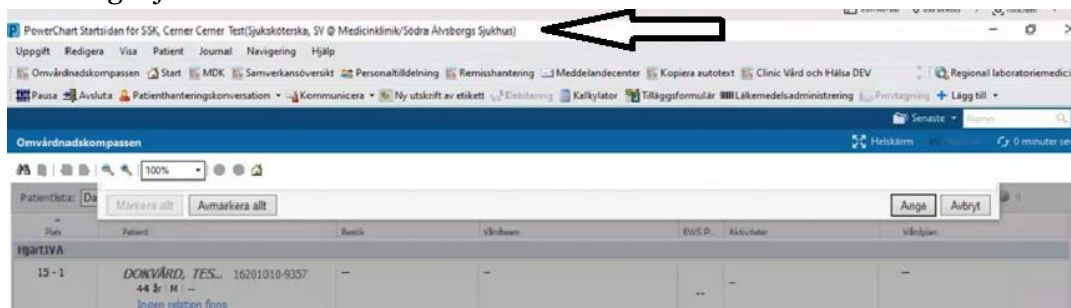 PowerChart Startsidan för SSK, Cerner Cerner Test(Sjuksköterska, SV @ Medicinklinik/Södra Älvsborgs Sjukhus)
Uppgift Redigera Visa Patient Journal Navigering Hjälp
Omvårdnadskompassen Start MDK Samverkansöversikt Personaltilldelning Remisshantering Meddelandecenter Kopiera autotext Clinic Vård och Hälsa DEV Regional laboratoriemedici
Pausa Avsluta Patienthanteringskonversation Kommunicera Ny utskrift av etikett Debitering Kalkylator Tilläggsformulär Läkemedelsadministrering Provtagning Lägg till
Senaste Namn
Omvårdnadskompassen Helskärm 0 minuter se
100%
Patientlista: Da
Markera allt Avmarkera allt Ange Avbryt
Plats Patient Besök Vårdteam EWS P.. Aktiviteter Vårdplan
HjärtIVA
15 - 1 DOKVÅRD, TES... 16201010-9357 -- -- -- --
44 år M --
Ingen relation finns --